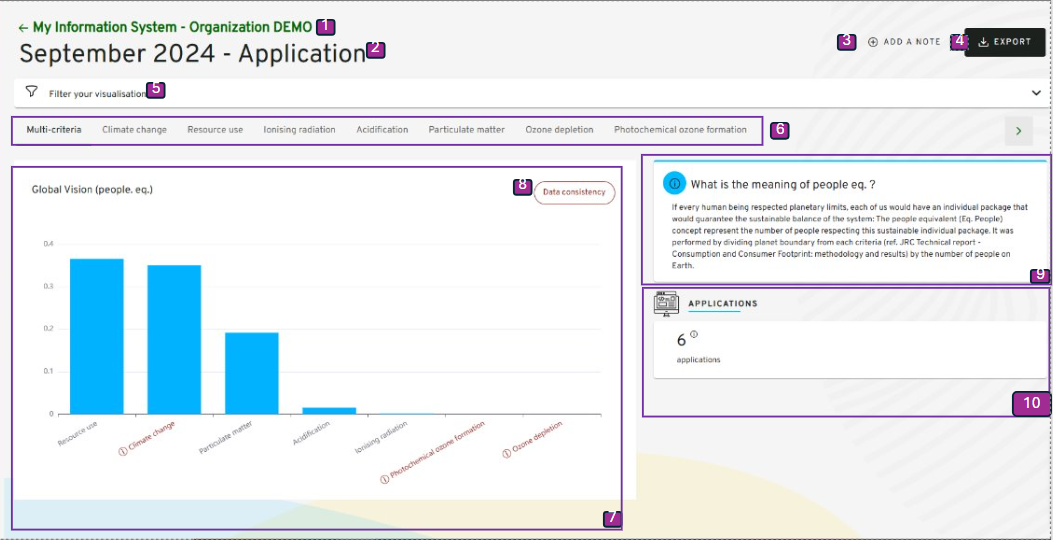 ← My Information System - Organization DEMO 1
September 2024 - Application 2
3 ADD A NOTE 4 EXPORT
Filter your visualisation 5
Multi-criteria Climate change Resource use Ionising radiation Acidification Particulate matter Ozone depletion Photochemical ozone formation 6
Global Vision (people. eq.)
8 Data consistency
0.4
0.3
0.2
0.1
0
Resource use
Climate change
Particulate matter
Acidification
Ionising radiation
Photochemical ozone formation
Ozone depletion
7
What is the meaning of people eq. ?
If every human being respected planetary limits, each of us would have an individual package that
would guarantee the sustainable balance of the system: The people equivalent (Eq. People)
concept represent the number of people respecting this sustainable individual package. It was
performed by dividing planet boundary from each criteria (ref. JRC Technical report -
Consumption and Consumer Footprint: methodology and results) by the number of people on
Earth.
9
APPLICATIONS
6
applications
10